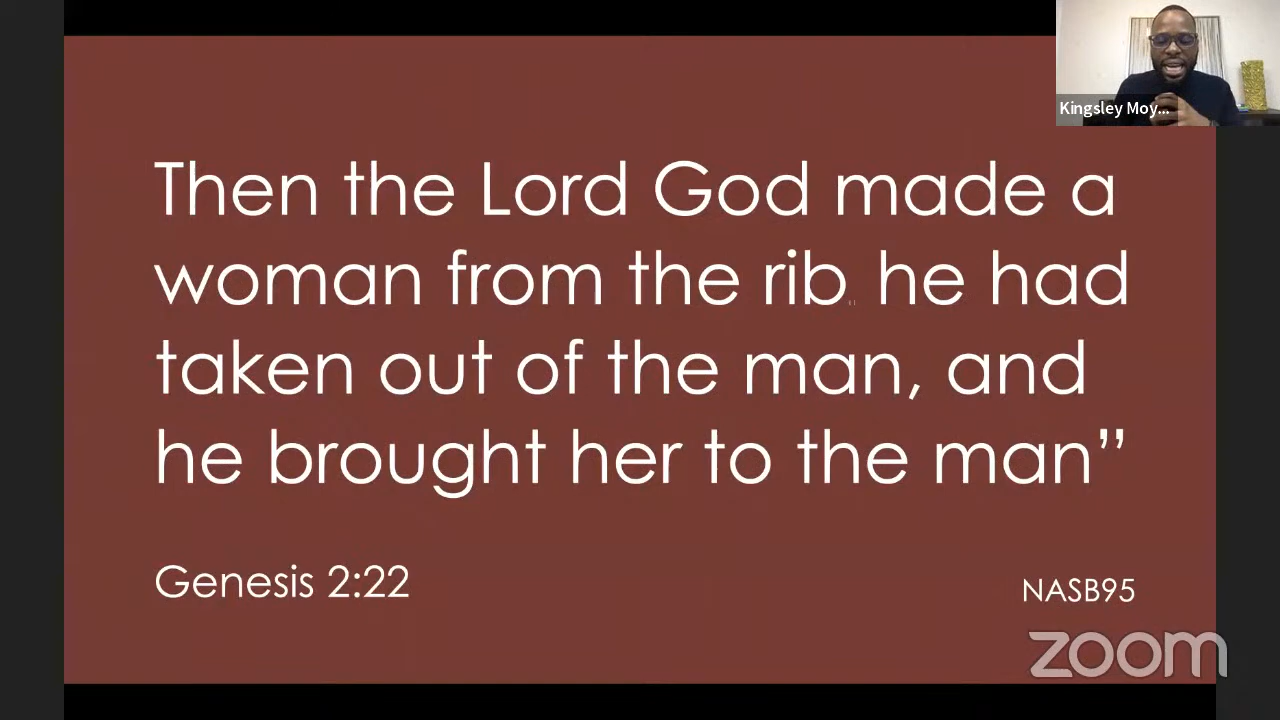 Kingsley Moy...
Then the Lord God made a
woman from the rib he had
taken out of the man, and
he brought her to the man”
Genesis 2:22
NASB95
zoom